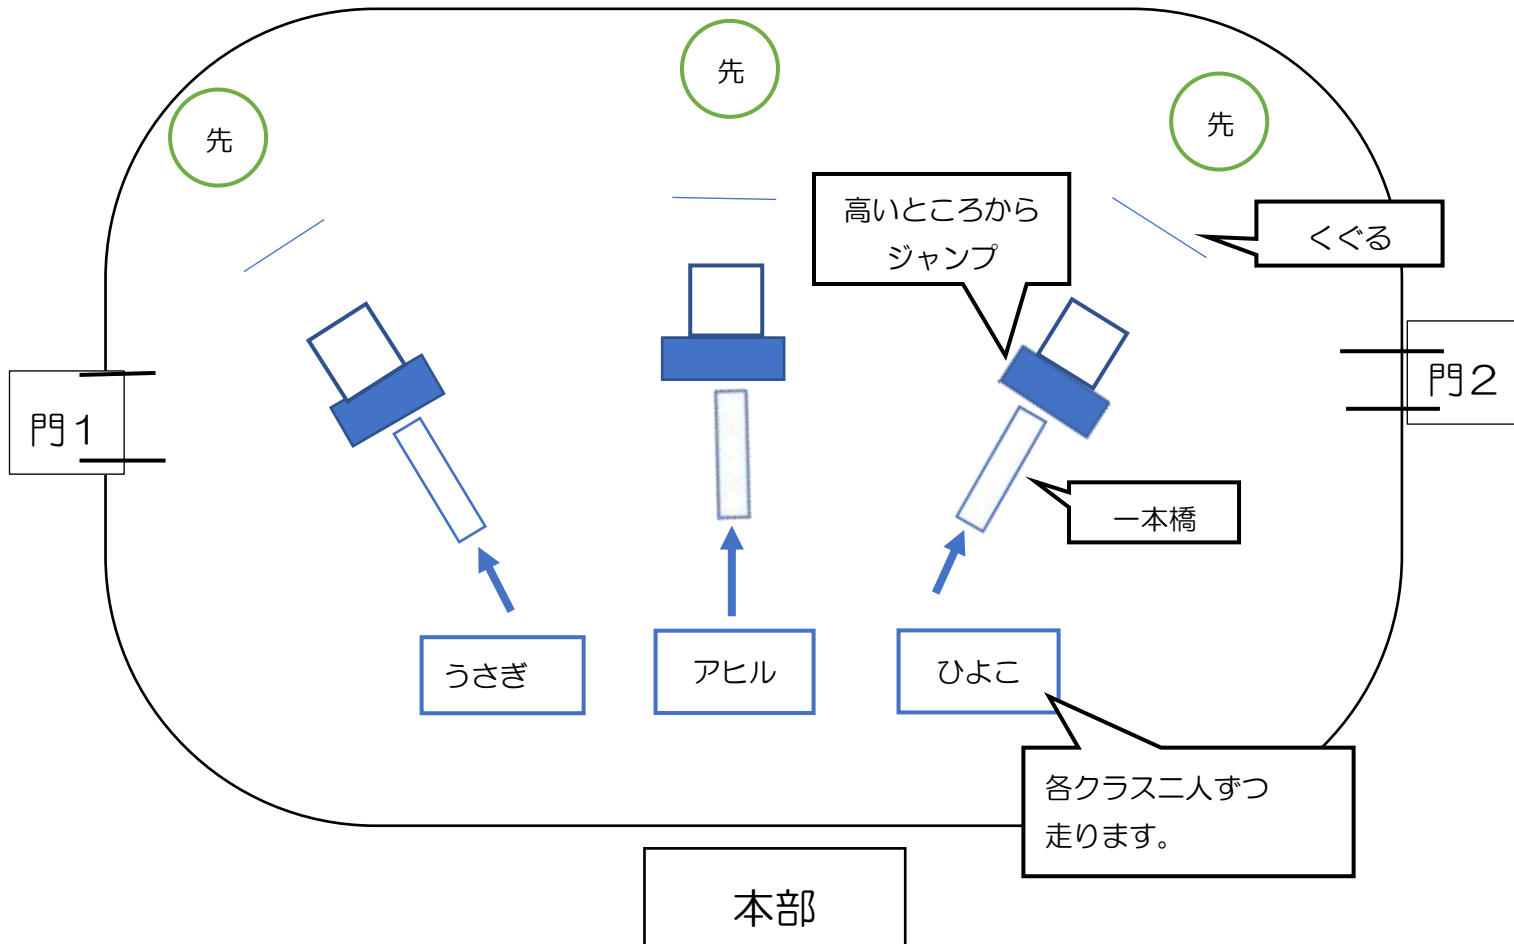 先
先
先
高いところから
ジャンプ
くぐる
門1
門2
一本橋
うさぎ
アヒル
ひよこ
各クラス二人ずつ
走ります。
本部